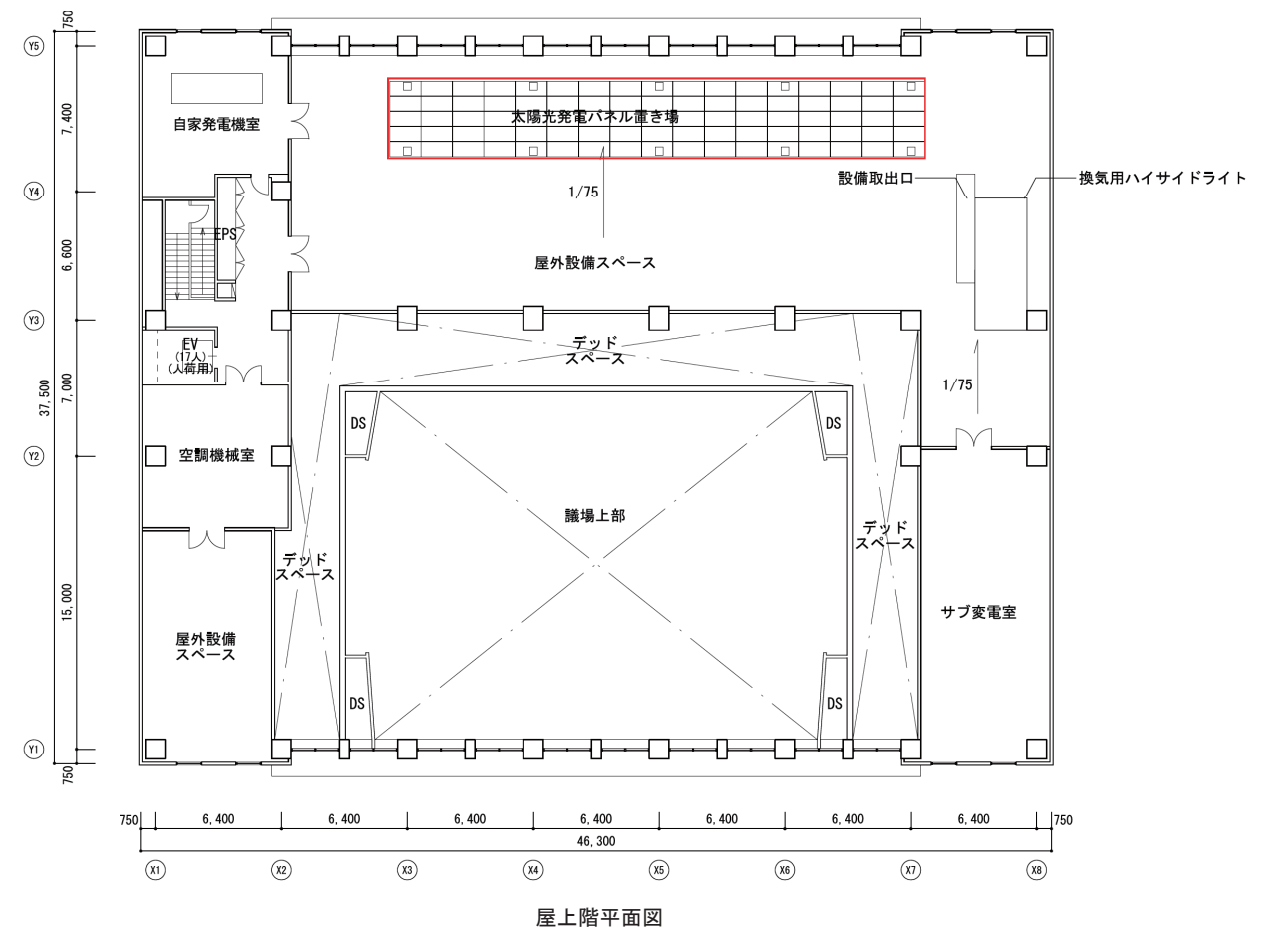 750
Y5
7,400
自家発電機室
太陽光発電パネル置き場
Y4
1/75
設備取出口
換気用ハイサイドライト
EPS
6,600
屋外設備スペース
Y3
EV
(17人)
(人荷用)
デッド
スペース
37,500
7,000
1/75
DS
DS
Y2
空調機械室
議場上部
デッド
スペース
デッド
スペース
15,000
サブ変電室
屋外設備
スペース
DS
DS
Y1
750
750
6,400
6,400
6,400
6,400
6,400
6,400
6,400
750
46,300
X1
X2
X3
X4
X5
X6
X7
X8
屋上階平面図